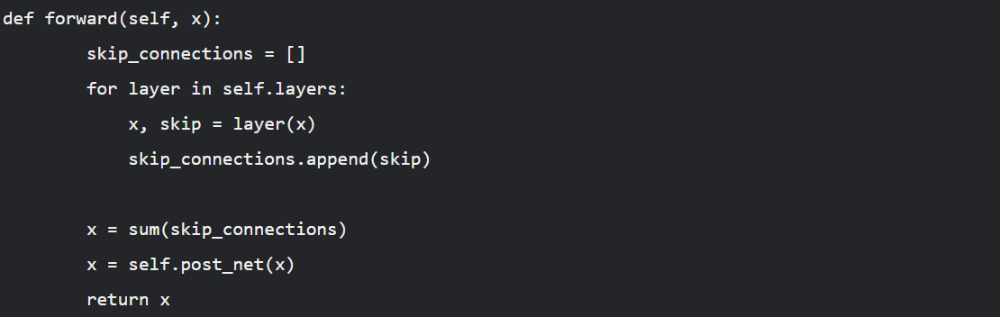 def forward(self, x):
        skip_connections = []
        for layer in self.layers:
            x, skip = layer(x)
            skip_connections.append(skip)

        x = sum(skip_connections)
        x = self.post_net(x)
        return x